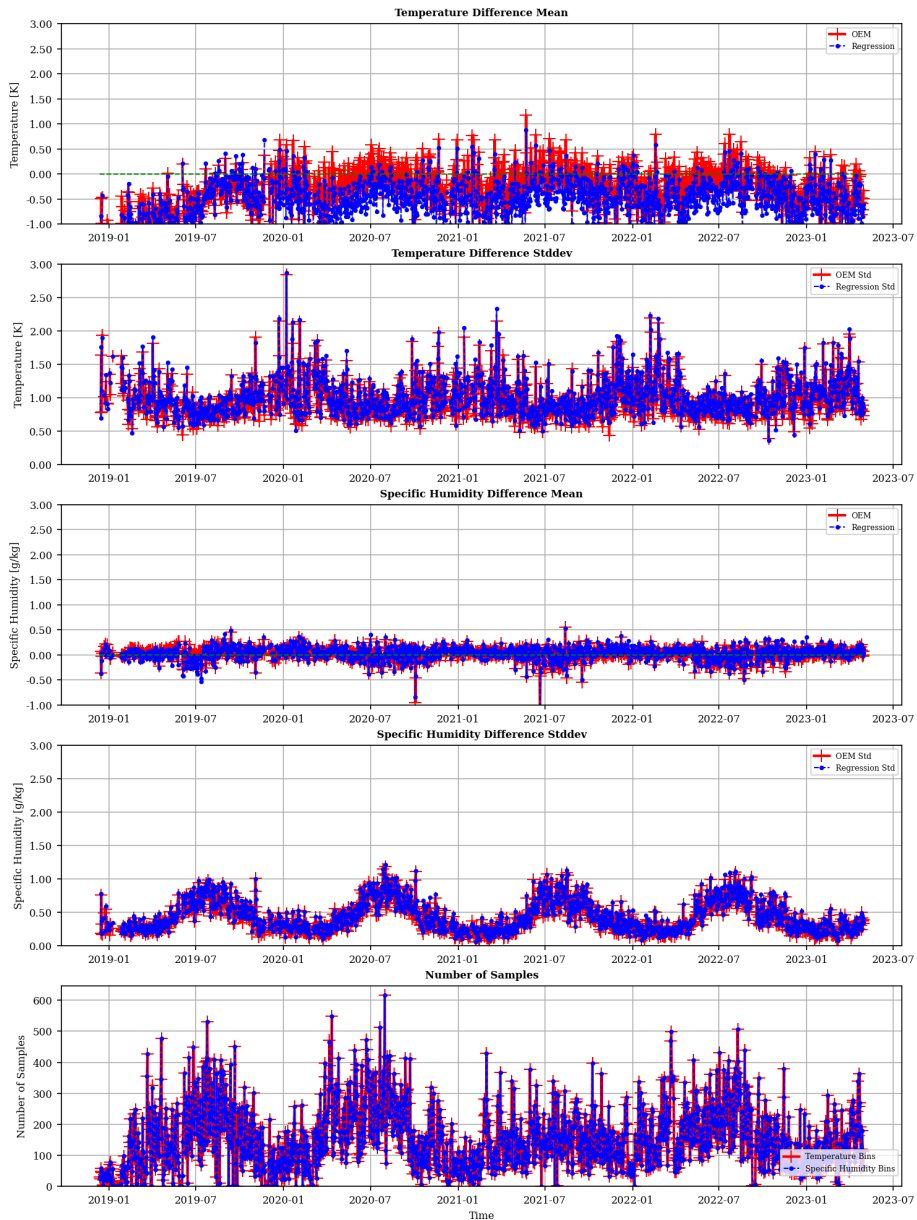 Temperature Difference Mean
3.00
2.50
2.00
1.50
1.00
0.50
0.00
-0.50
-1.00
Temperature [K]
OEM
Regression
2019-01 2019-07 2020-01 2020-07 2021-01 2021-07 2022-01 2022-07 2023-01 2023-07
Temperature Difference Stddev
3.00
2.50
2.00
1.50
1.00
0.50
0.00
Temperature [K]
OEM Std
Regression Std
2019-01 2019-07 2020-01 2020-07 2021-01 2021-07 2022-01 2022-07 2023-01 2023-07
Specific Humidity Difference Mean
3.00
2.50
2.00
1.50
1.00
0.50
0.00
-0.50
-1.00
Specific Humidity [g/kg]
OEM
Regression
2019-01 2019-07 2020-01 2020-07 2021-01 2021-07 2022-01 2022-07 2023-01 2023-07
Specific Humidity Difference Stddev
3.00
2.50
2.00
1.50
1.00
0.50
0.00
Specific Humidity [g/kg]
OEM Std
Regression Std
2019-01 2019-07 2020-01 2020-07 2021-01 2021-07 2022-01 2022-07 2023-01 2023-07
Number of Samples
600
500
400
300
200
100
0
Number of Samples
Temperature Bins
Specific Humidity Bins
2019-01 2019-07 2020-01 2020-07 2021-01 2021-07 2022-01 2022-07 2023-01 2023-07
Time